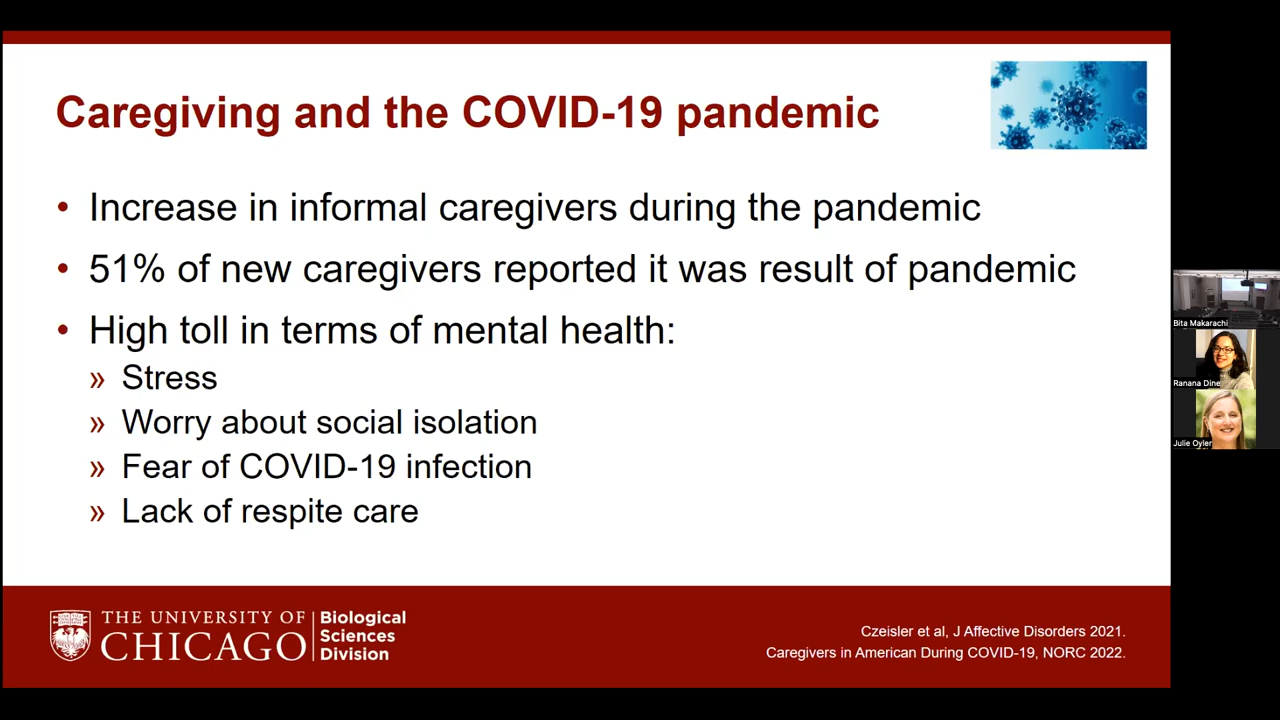 Caregiving and the COVID-19 pandemic
• Increase in informal caregivers during the pandemic
• 51% of new caregivers reported it was result of pandemic
• High toll in terms of mental health:
» Stress
» Worry about social isolation
» Fear of COVID-19 infection
» Lack of respite care
THE UNIVERSITY OF
CHICAGO
Biological
Sciences
Division
Czeisler et al, J Affective Disorders 2021.
Caregivers in American During COVID-19, NORC 2022.
Bita Makarachi
Ranana Dine
Julie Oyler